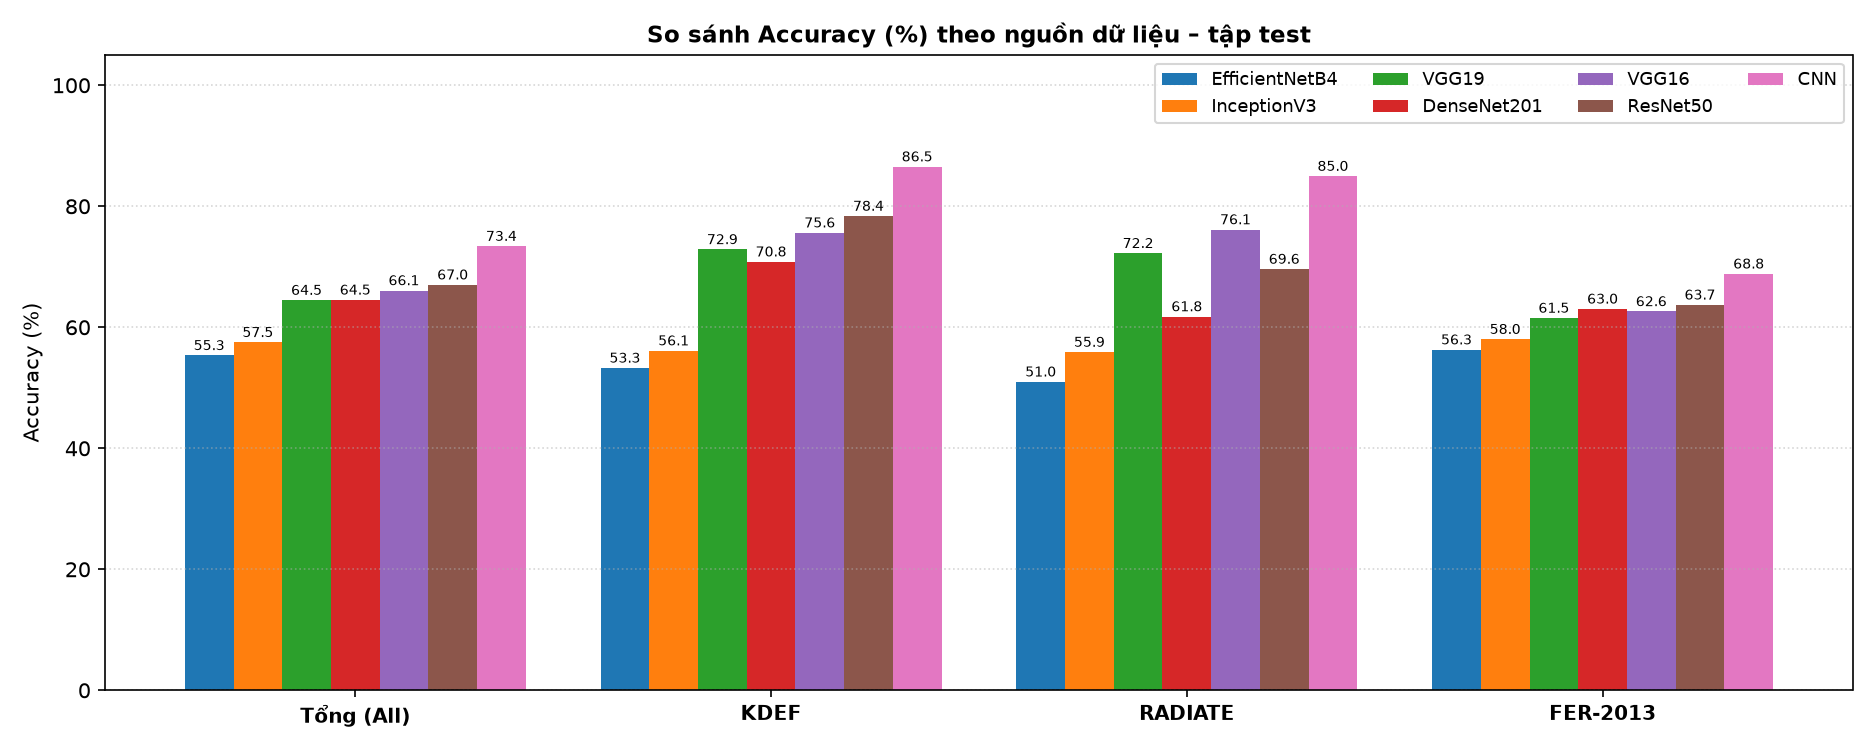 So sánh Accuracy (%) theo nguồn dữ liệu – tập test
EfficientNetB4 VGG19 VGG16 CNN
InceptionV3 DenseNet201 ResNet50
Accuracy (%)
100
80
60
40
20
0
55.3 57.5 64.5 64.5 66.1 67.0 73.4
53.3 56.1 72.9 70.8 75.6 78.4 86.5
51.0 55.9 72.2 61.8 76.1 69.6 85.0
56.3 58.0 61.5 63.0 62.6 63.7 68.8
Tổng (All) KDEF RADIATE FER-2013